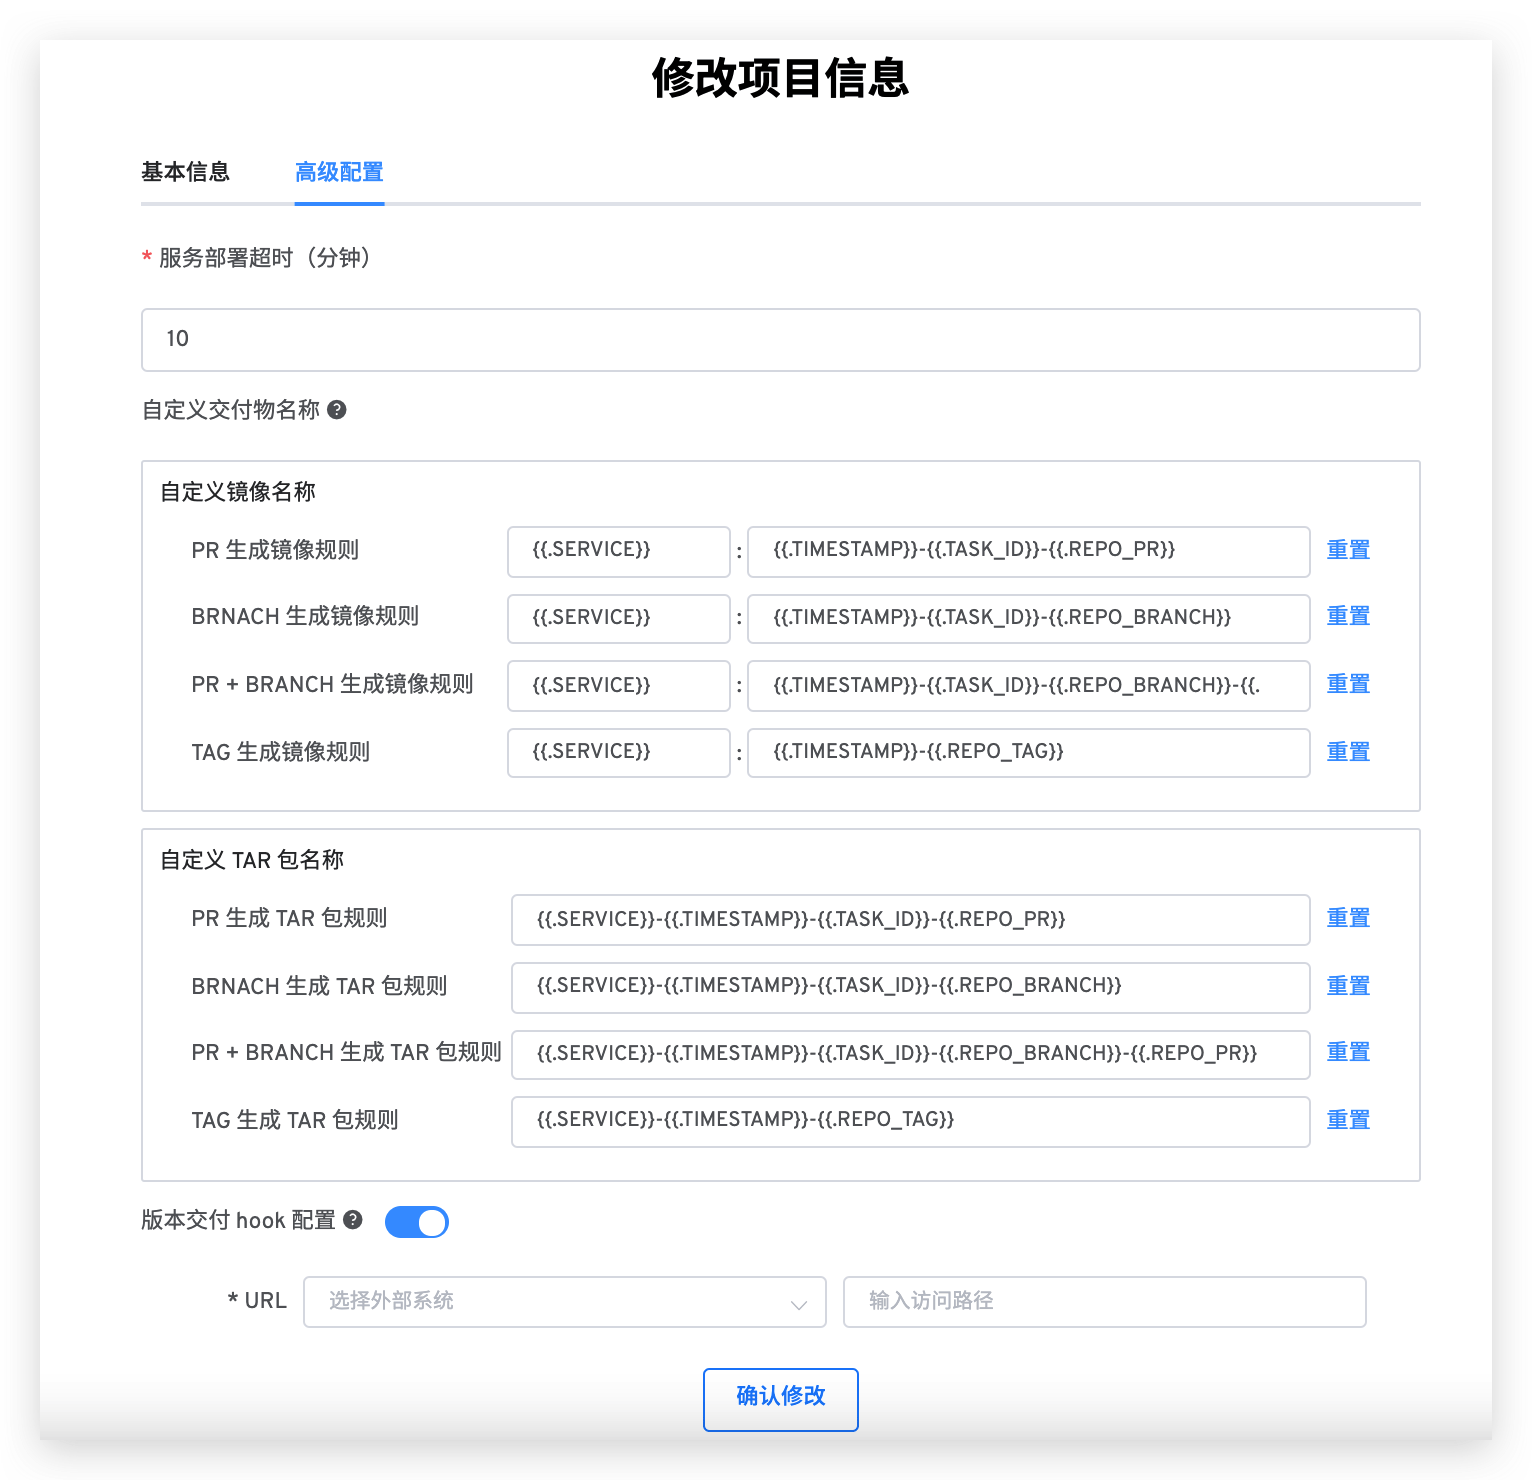 修改项目信息
基本信息 高级配置
* 服务部署超时（分钟）
10
自定义交付物名称 ?
自定义镜像名称
PR 生成镜像规则 {{.SERVICE}} : {{.TIMESTAMP}}-{{.TASK_ID}}-{{.REPO_PR}} 重置
BRNACH 生成镜像规则 {{.SERVICE}} : {{.TIMESTAMP}}-{{.TASK_ID}}-{{.REPO_BRANCH}} 重置
PR + BRANCH 生成镜像规则 {{.SERVICE}} : {{.TIMESTAMP}}-{{.TASK_ID}}-{{.REPO_BRANCH}}-{{. 重置
TAG 生成镜像规则 {{.SERVICE}} : {{.TIMESTAMP}}-{{.REPO_TAG}} 重置
自定义 TAR 包名称
PR 生成 TAR 包规则 {{.SERVICE}}-{{.TIMESTAMP}}-{{.TASK_ID}}-{{.REPO_PR}} 重置
BRNACH 生成 TAR 包规则 {{.SERVICE}}-{{.TIMESTAMP}}-{{.TASK_ID}}-{{.REPO_BRANCH}} 重置
PR + BRANCH 生成 TAR 包规则 {{.SERVICE}}-{{.TIMESTAMP}}-{{.TASK_ID}}-{{.REPO_BRANCH}}-{{.REPO_PR}} 重置
TAG 生成 TAR 包规则 {{.SERVICE}}-{{.TIMESTAMP}}-{{.REPO_TAG}} 重置
版本交付 hook 配置 ?
* URL 选择外部系统 输入访问路径
确认修改